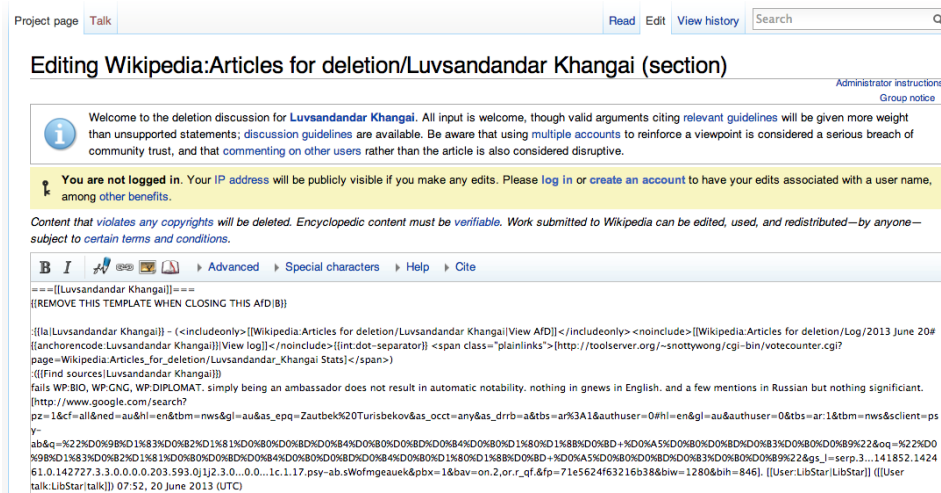 Project page Talk Read Edit View history Search
Editing Wikipedia:Articles for deletion/Luvsandandar Khangai (section)
Administrator instructions
Group notice
Welcome to the deletion discussion for Luvsandandar Khangai. All input is welcome, though valid arguments citing relevant guidelines will be given more weight
than unsupported statements; discussion guidelines are available. Be aware that using multiple accounts to reinforce a viewpoint is considered a serious breach of
community trust, and that commenting on other users rather than the article is also considered disruptive.
You are not logged in. Your IP address will be publicly visible if you make any edits. Please log in or create an account to have your edits associated with a user name,
among other benefits.
Content that violates any copyrights will be deleted. Encyclopedic content must be verifiable. Work submitted to Wikipedia can be edited, used, and redistributed—by anyone—
subject to certain terms and conditions.
B I Advanced Special characters Help Cite
===[[Luvsandandar Khangai]]===
{{REMOVE THIS TEMPLATE WHEN CLOSING THIS AfD|B}}
:{{la|Luvsandandar Khangai}} – (<includeonly>[[Wikipedia:Articles for deletion/Luvsandandar Khangai|View AfD]]</includeonly><noinclude>[[Wikipedia:Articles for deletion/Log/2013 June 20#
{{anchorencode:Luvsandandar Khangai}}|View log]]</noinclude>{{int:dot-separator}} <span class="plainlinks">[http://toolserver.org/~snottywong/cgi-bin/votecounter.cgi?
page=Wikipedia:Articles_for_deletion/Luvsandandar_Khangai Stats]</span>)
:({{Find sources|Luvsandandar Khangai}})
fails WP:BIO, WP:GNG, WP:DIPLOMAT. simply being an ambassador does not result in automatic notability. nothing in gnews in English. and a few mentions in Russian but nothing signficiant.
[http://www.google.com/search?
pz=1&cf=all&ned=au&hl=en&tbm=nws&gl=au&as_epq=Zautbek%20Turisbekov&as_occt=any&as_drrb=a&tbs=ar%3A1&authuser=0#hl=en&gl=au&authuser=0&tbs=ar:1&tbm=nws&sclient=ps
y-
ab&q=%22%D0%9B%D1%83%D0%B2%D1%81%D0%B0%D0%BD%D0%B4%D0%B0%D0%BD%D0%B4%D0%B0%D1%80%D1%8B%D0%BD+%D0%A5%D0%B0%D0%BD%D0%B3%D0%B0%D0%B9%22&oq=%22%D0
%9B%D1%83%D0%B2%D1%81%D0%B0%D0%BD%D0%B4%D0%B0%D0%BD%D0%B4%D0%B0%D1%80%D1%8B%D0%BD+%D0%A5%D0%B0%D0%BD%D0%B3%D0%B0%D0%B9%22&gs_l=serp.3...141852.1424
61.0.142727.3.3.0.0.0.0.203.593.0j1j2.3.0...0.0...1c.1.17.psy-ab.sWofmgeauek&pbx=1&bav=on.2,or.r_qf.&fp=71e5624f63216b38&biw=1280&bih=846]. [[User:LibStar|LibStar]] ([[User
talk:LibStar|talk]]) 07:52, 20 June 2013 (UTC)